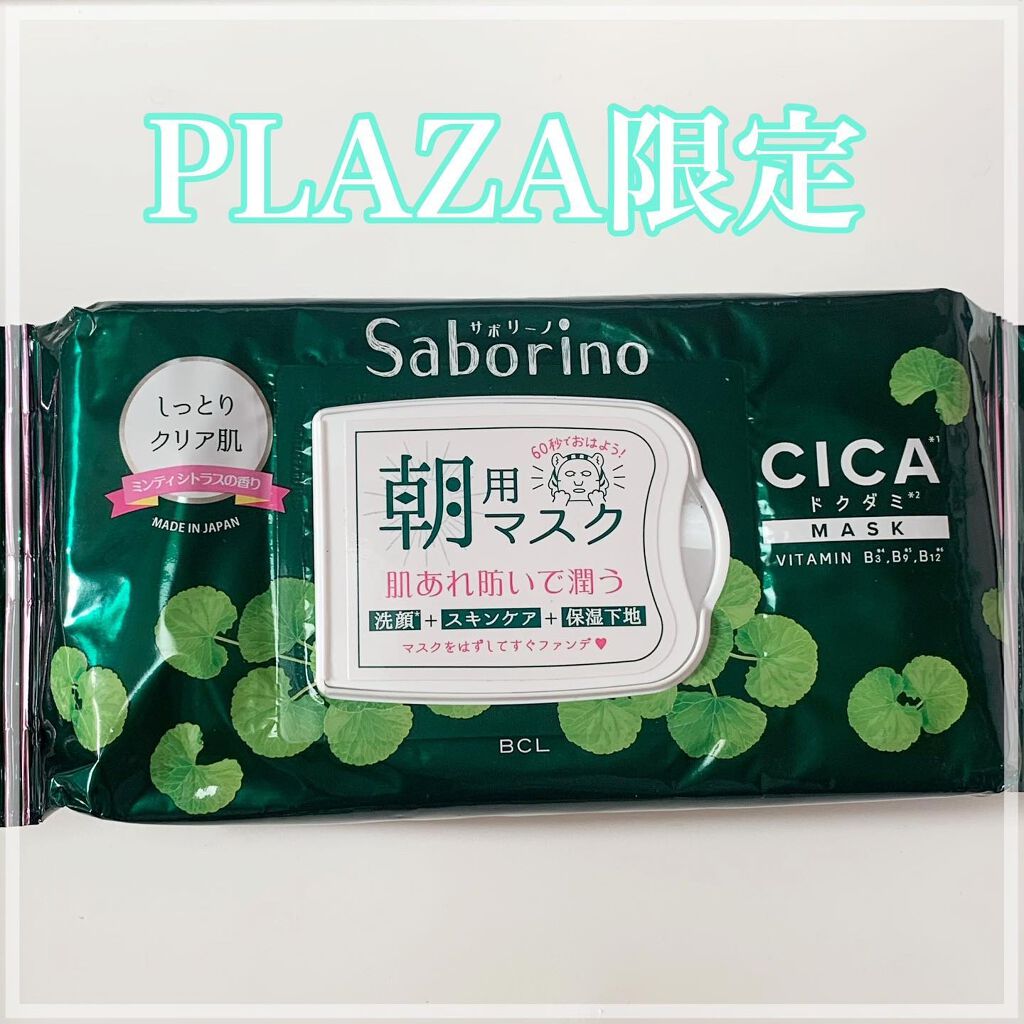 PLAZA限定
サボリーノ
Saborino
しっとり
クリア肌
ミンティシトラスの香り
MADE IN JAPAN
60秒でおはよう!
朝用マスク
肌あれ防いで潤う
洗顔* + スキンケア + 保湿下地
マスクをはずしてすぐファンデ♥
CICA*1
ドクダミ*2
MASK
VITAMIN B3*4,B9*5,B12*6
BCL